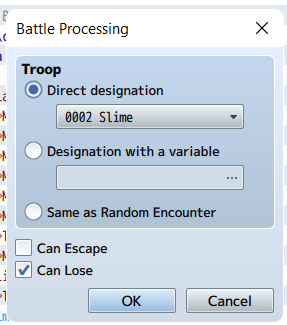 Battle Processing
Troop
Direct designation
0002 Slime
Designation with a variable
...
Same as Random Encounter
Can Escape
Can Lose
OK
Cancel